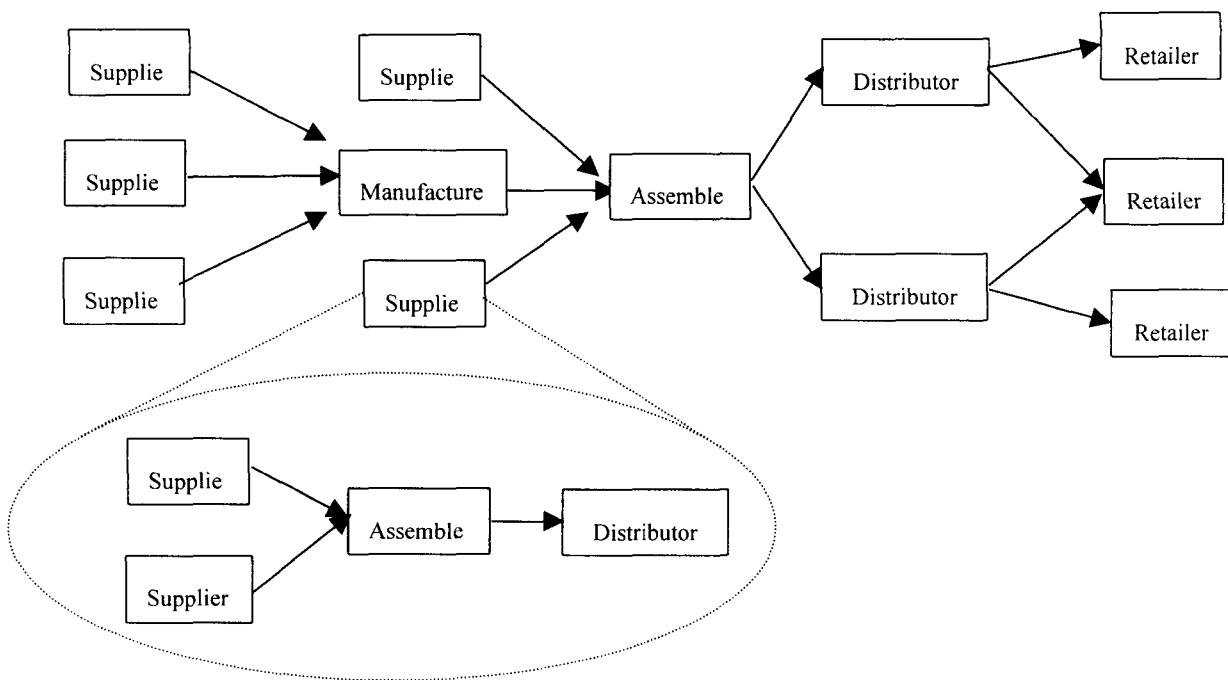 Supplie
Supplie
Distributor
Retailer
Supplie
Manufacture
Assemble
Retailer
Supplie
Supplie
Distributor
Retailer
Supplie
Assemble
Distributor
Supplier